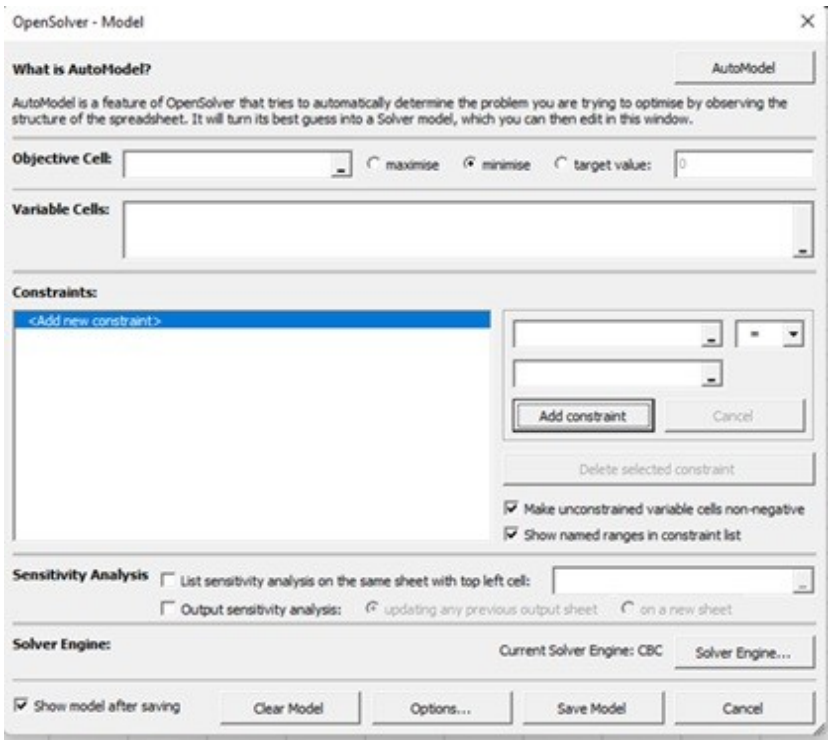 OpenSolver - Model
What is AutoModel?
AutoModel
AutoModel is a feature of OpenSolver that tries to automatically determine the problem you are trying to optimise by observing the
structure of the spreadsheet. It will turn its best guess into a Solver model, which you can then edit in this window.
Objective Cell: maximise minimise target value: 0
Variable Cells:
Constraints:
<Add new constraint>
=
Add constraint Cancel
Delete selected constraint
Make unconstrained variable cells non-negative
Show named ranges in constraint list
Sensitivity Analysis List sensitivity analysis on the same sheet with top left cell:
Output sensitivity analysis: updating any previous output sheet on a new sheet
Solver Engine: Current Solver Engine: CBC Solver Engine...
Show model after saving Clear Model Options... Save Model Cancel